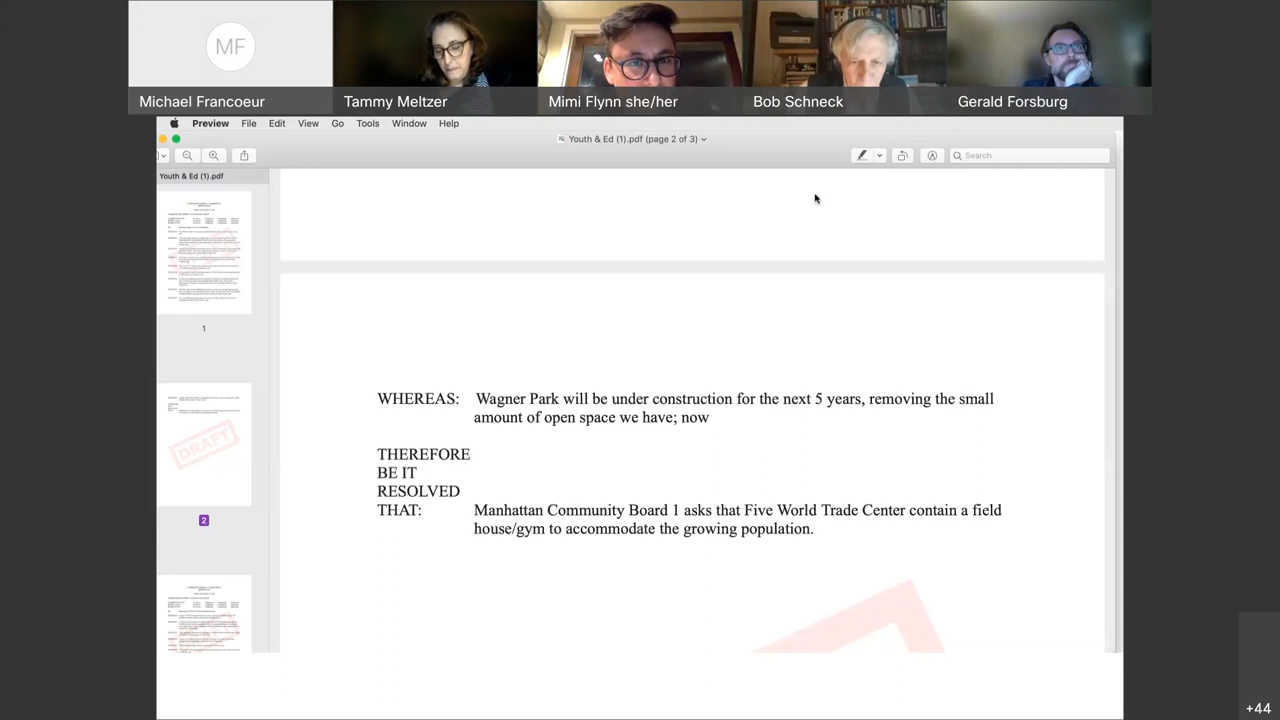 MF
Michael Francoeur
Tammy Meltzer
Mimi Flynn she/her
Bob Schneck
Gerald Forsburg
Preview File Edit View Go Tools Window Help
Youth & Ed (1).pdf (page 2 of 3)
Search
Youth & Ed (1).pdf
1
DRAFT
2
WHEREAS: Wagner Park will be under construction for the next 5 years, removing the small
amount of open space we have; now
THEREFORE
BE IT
RESOLVED
THAT: Manhattan Community Board 1 asks that Five World Trade Center contain a field
house/gym to accommodate the growing population.
+44